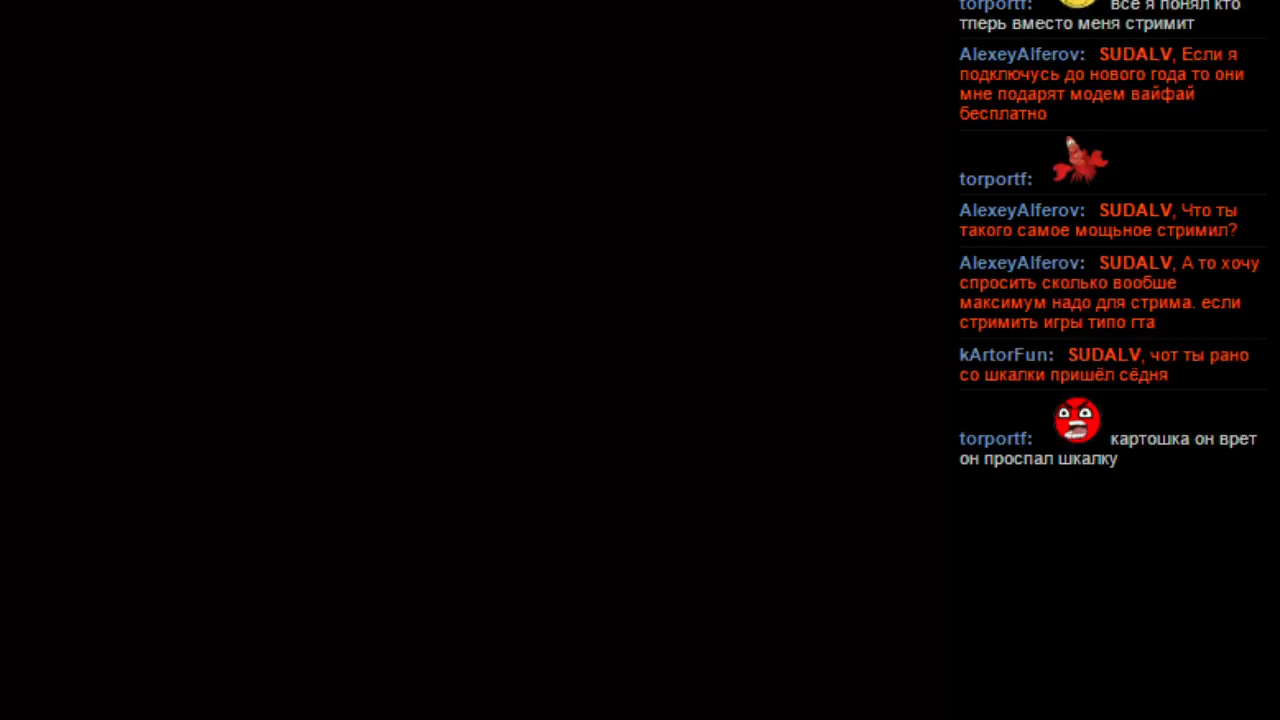 torportf: все я понял кто
тперь вместо меня стримит
AlexeyAlferov: SUDALV, Если я
подключусь до нового года то они
мне подарят модем вайфай
бесплатно
torportf:
AlexeyAlferov: SUDALV, Что ты
такого самое мощьное стримил?
AlexeyAlferov: SUDALV, А то хочу
спросить сколько вообше
максимум надо для стрима. если
стримить игры типо гта
kArtorFun: SUDALV, чот ты рано
со шкалки пришёл сёдня
torportf: картошка он врет
он проспал шкалку